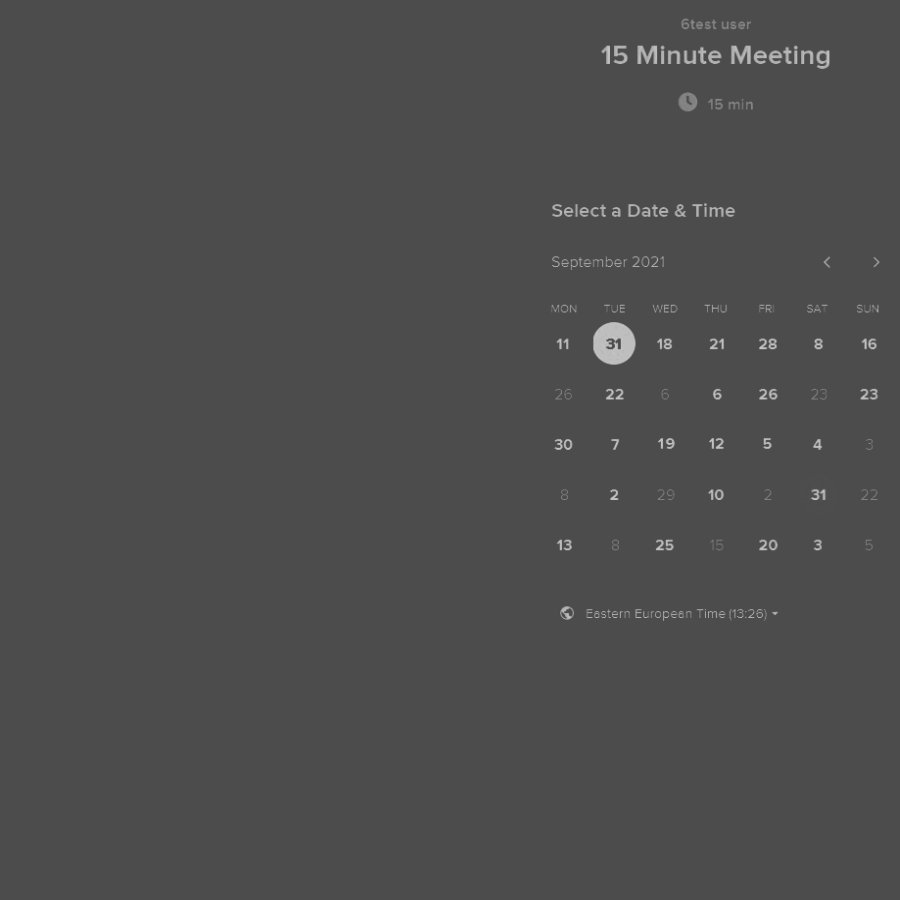 6test user
15 Minute Meeting
15 min
Select a Date & Time
September 2021
MON TUE WED THU FRI SAT SUN
11 31 18 21 28 8 16
26 22 6 6 26 23 23
30 7 19 12 5 4 3
8 2 29 10 2 31 22
13 8 25 15 20 3 5
Eastern European Time (13:26)